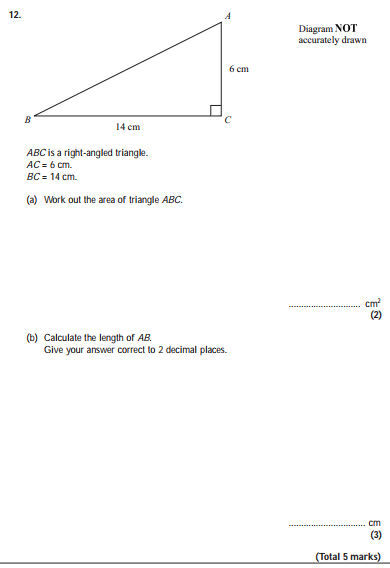 12.
A
Diagram NOT
accurately drawn
6 cm
B
C
14 cm
ABC is a right-angled triangle.
AC = 6 cm.
BC = 14 cm.
(a) Work out the area of triangle ABC.
.............................. cm²
(2)
(b) Calculate the length of AB.
Give your answer correct to 2 decimal places.
................................ cm
(3)
(Total 5 marks)